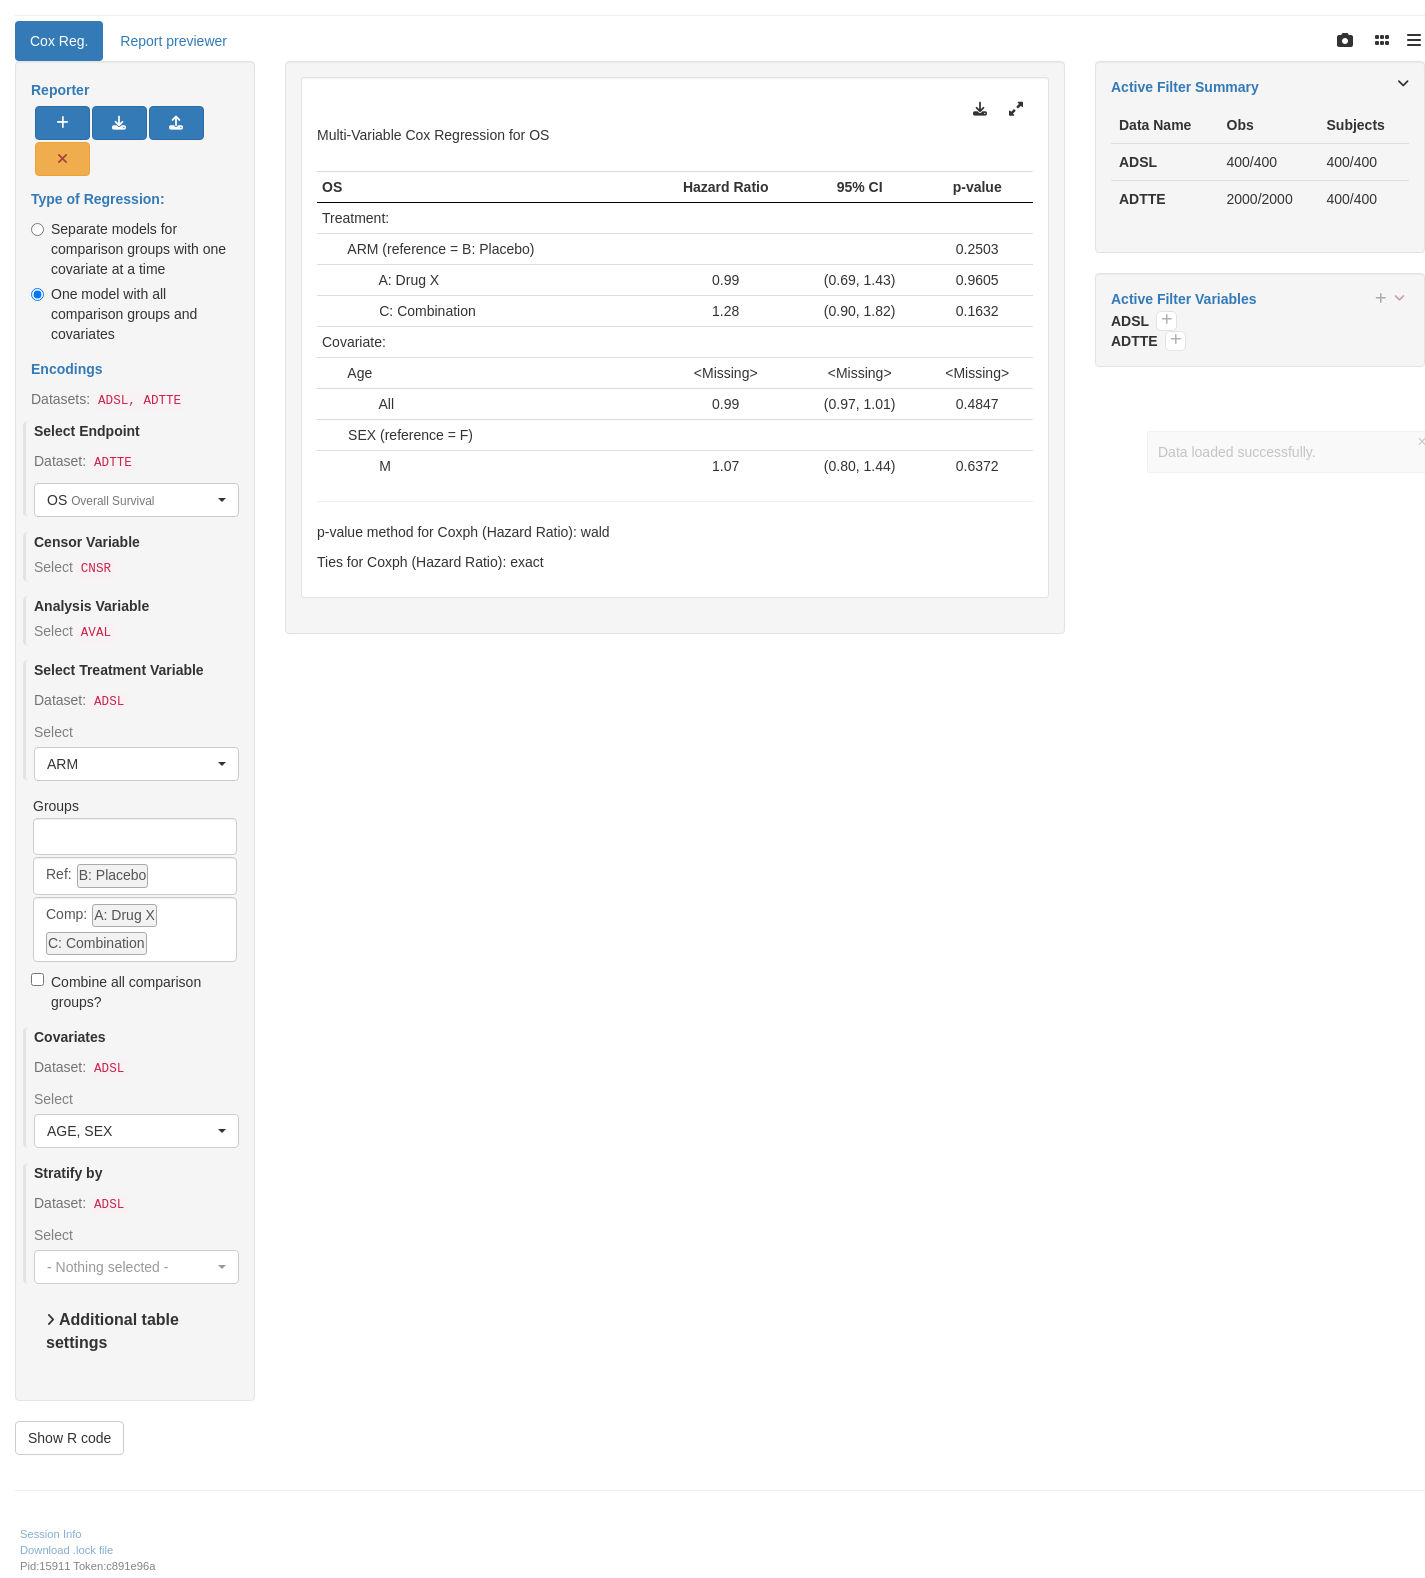 Cox Reg.
Report previewer
Reporter
Type of Regression:
Separate models for
comparison groups with one
covariate at a time
One model with all
comparison groups and
covariates
Encodings
Datasets: ADSL, ADTTE
Select Endpoint
Dataset: ADTTE
OS Overall Survival
Censor Variable
Select CNSR
Analysis Variable
Select AVAL
Select Treatment Variable
Dataset: ADSL
Select
ARM
Groups
Ref: B: Placebo
Comp: A: Drug X
C: Combination
Combine all comparison
groups?
Covariates
Dataset: ADSL
Select
AGE, SEX
Stratify by
Dataset: ADSL
Select
- Nothing selected -
Additional table
settings
Show R code
Multi-Variable Cox Regression for OS
OS Hazard Ratio 95% CI p-value
Treatment:
ARM (reference = B: Placebo) 0.2503
A: Drug X 0.99 (0.69, 1.43) 0.9605
C: Combination 1.28 (0.90, 1.82) 0.1632
Covariate:
Age <Missing> <Missing> <Missing>
All 0.99 (0.97, 1.01) 0.4847
SEX (reference = F)
M 1.07 (0.80, 1.44) 0.6372
p-value method for Coxph (Hazard Ratio): wald
Ties for Coxph (Hazard Ratio): exact
Active Filter Summary
Data Name Obs Subjects
ADSL 400/400 400/400
ADTTE 2000/2000 400/400
Active Filter Variables
ADSL
ADTTE
Data loaded successfully.
Session Info
Download .lock file
Pid:15911 Token:c891e96a